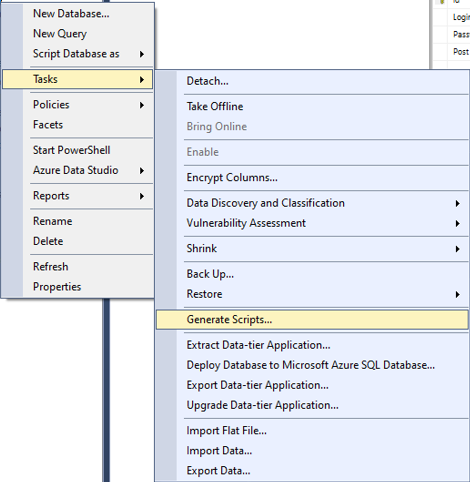 New Database...
New Query
Script Database as
Tasks
Policies
Facets
Start PowerShell
Azure Data Studio
Reports
Rename
Delete
Refresh
Properties
Detach...
Take Offline
Bring Online
Enable
Encrypt Columns...
Data Discovery and Classification
Vulnerability Assessment
Shrink
Back Up...
Restore
Generate Scripts...
Extract Data-tier Application...
Deploy Database to Microsoft Azure SQL Database...
Export Data-tier Application...
Upgrade Data-tier Application...
Import Flat File...
Import Data...
Export Data...
Login
Pass
Post